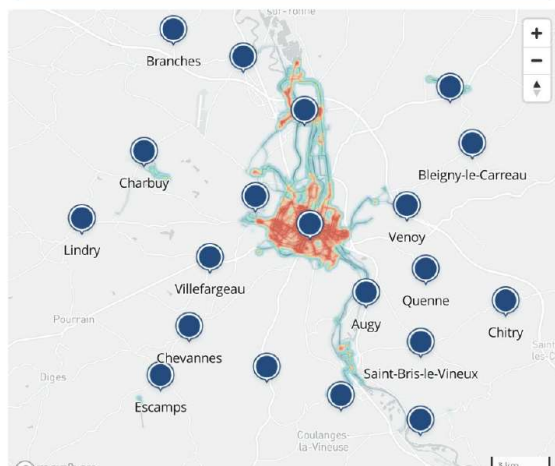 Branches
Charbuy
Bleigny-le-Carreau
Lindry
Venoy
Villefargeau
Quenne
Pourrain
Augy
Chitry
Chevannes
Saint-Bris-le-Vineux
Diges
Escamps
Coulanges-
la-Vineuse